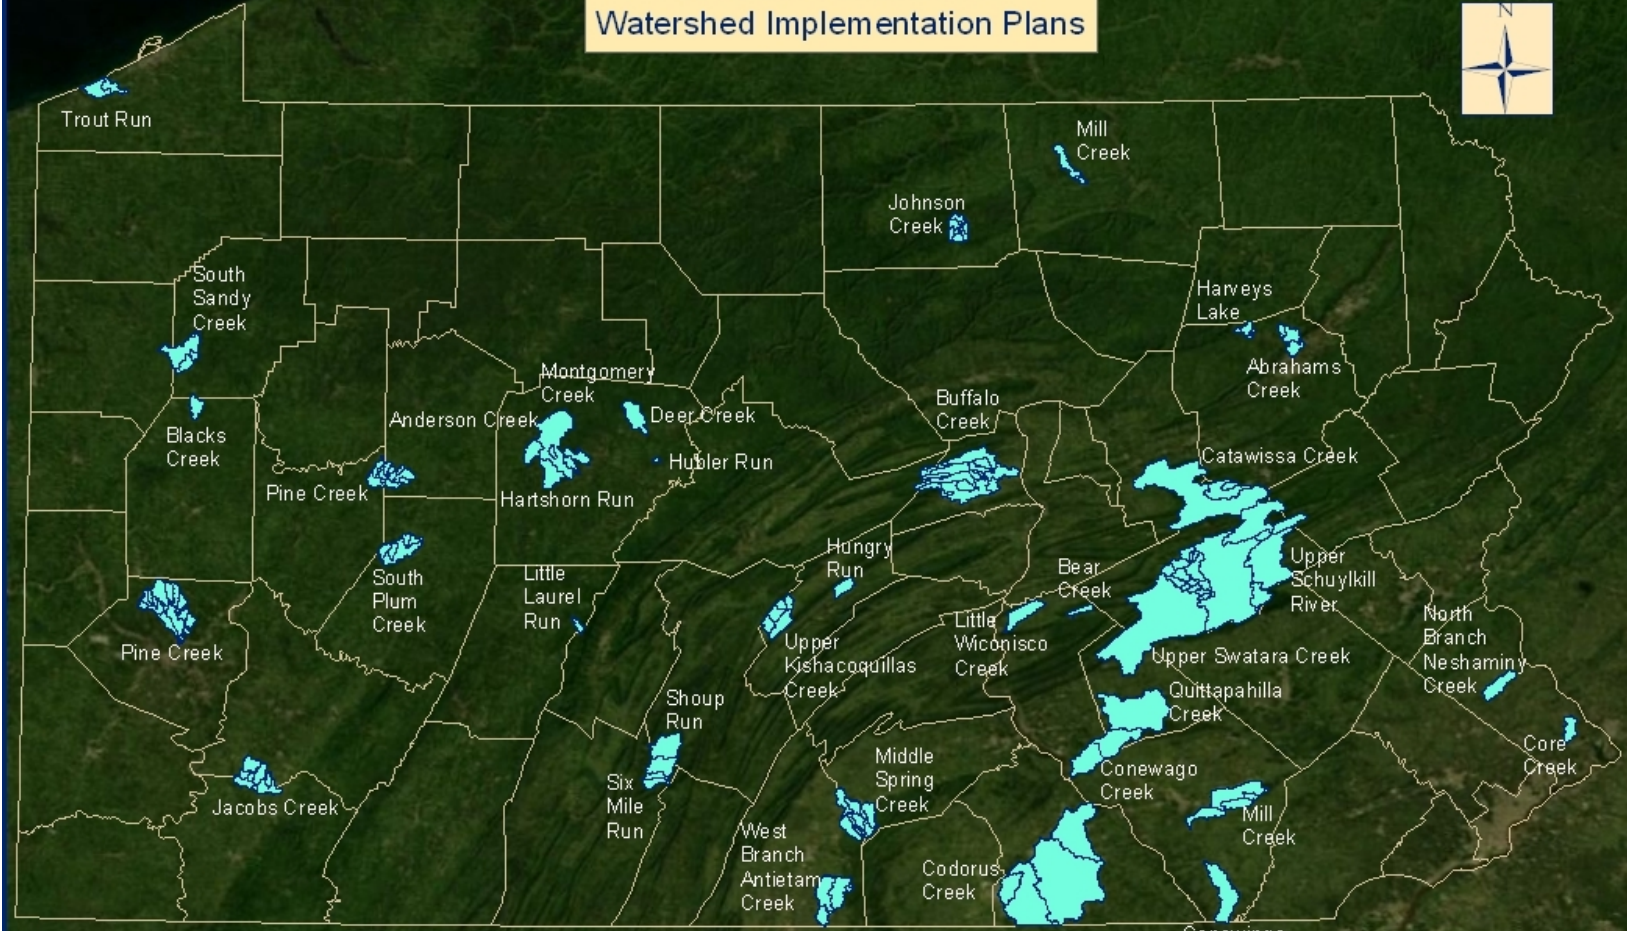 Watershed Implementation Plans
N
Trout Run
Mill
Creek
Johnson
Creek
South
Sandy
Creek
Harveys
Lake
Abrahams
Creek
Montgomery
Creek
Anderson Creek
Deer Creek
Buffalo
Creek
Blacks
Creek
Hubler Run
Catawissa Creek
Pine Creek
Hartshorn Run
Hungry
Run
Bear
Creek
Upper
Schuylkill
River
South
Plum
Creek
Little
Laurel
Run
Little
Wiconisco
Creek
North
Branch
Neshaminy
Creek
Pine Creek
Upper
Kishacoquillas
Creek
Upper Swatara Creek
Shoup
Run
Quittapahilla
Creek
Core
Creek
Middle
Spring
Creek
Conewago
Creek
Six
Mile
Run
Jacobs Creek
Mill
Creek
West
Branch
Antietam
Creek
Codorus
Creek